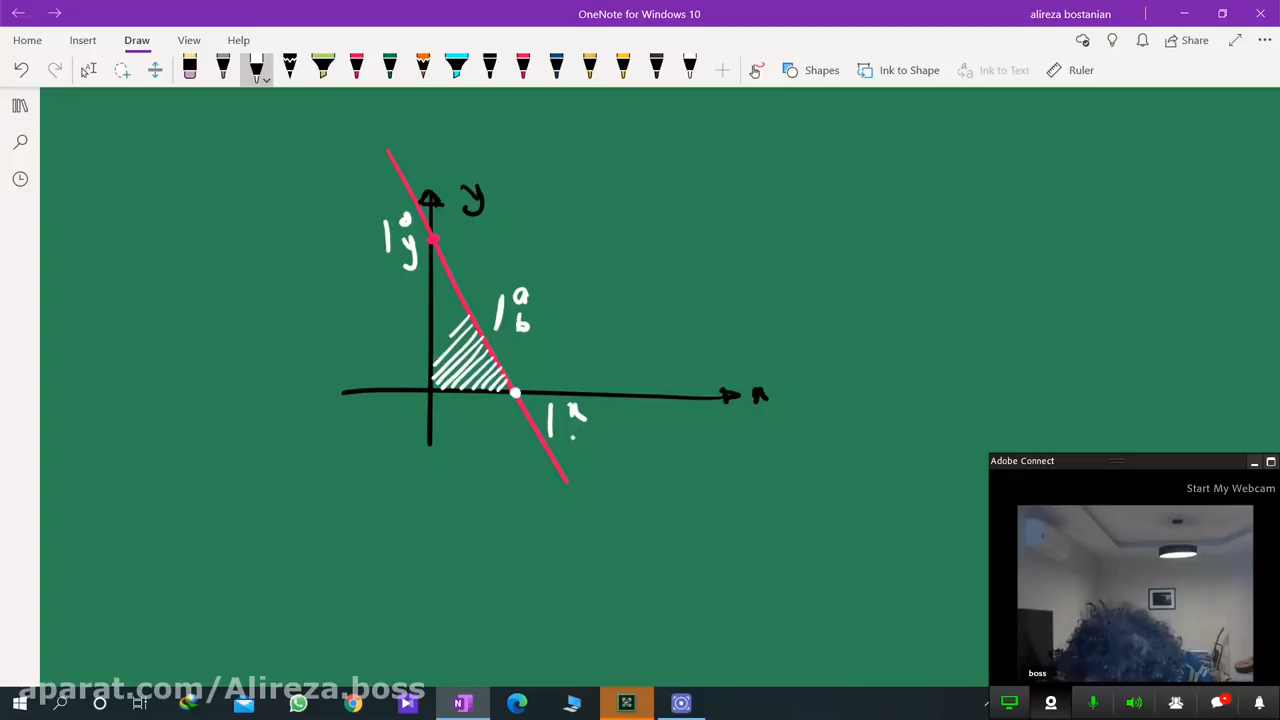 OneNote for Windows 10
alireza bostanian
Home Insert Draw View Help
Share
Shapes
Ink to Shape
Ink to Text
Ruler
y
0
y
a
b
x
x
Adobe Connect
Start My Webcam
boss
aparat.com/Alireza.boss